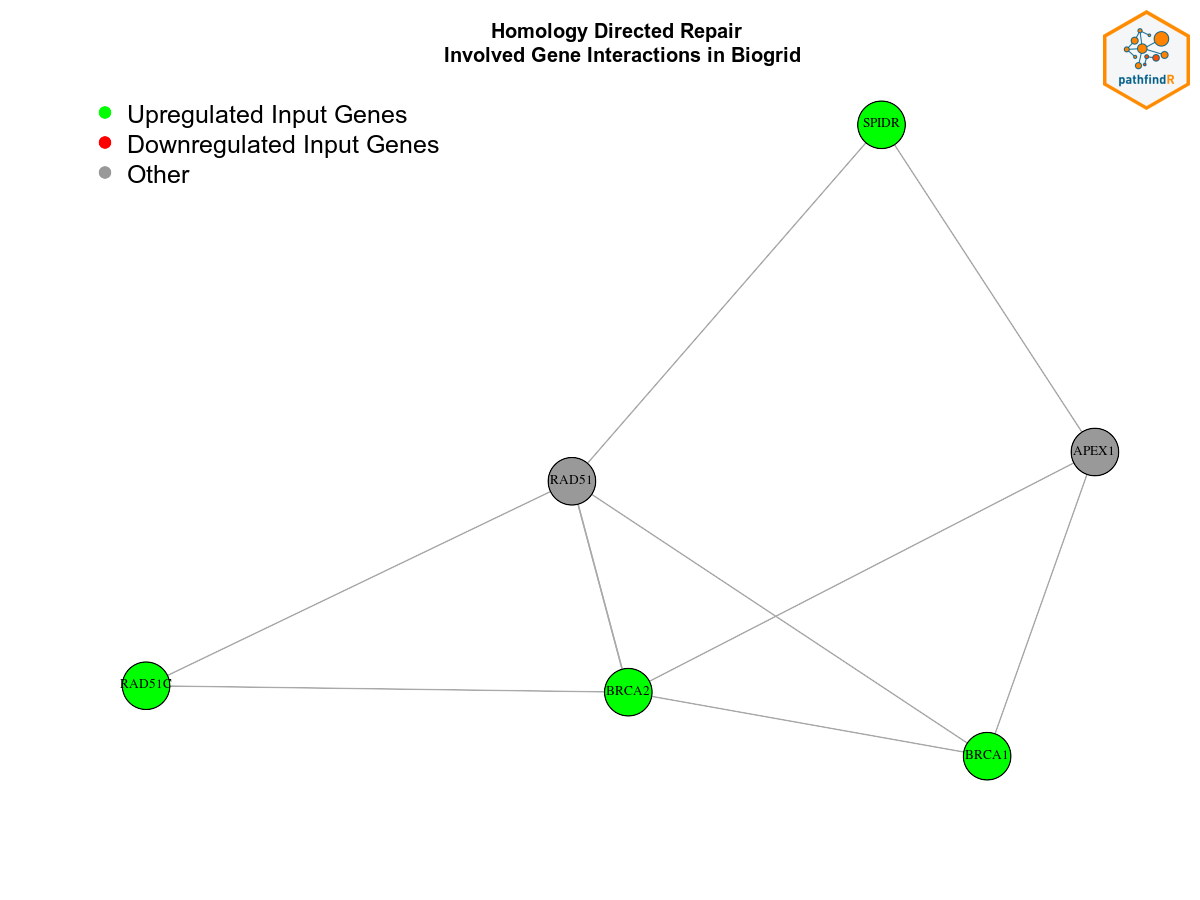 Homology Directed Repair
Involved Gene Interactions in Biogrid
pathfindR
Upregulated Input Genes
Downregulated Input Genes
Other
SPIDR
APEX1
RAD51
RAD51C
BRCA2
BRCA1